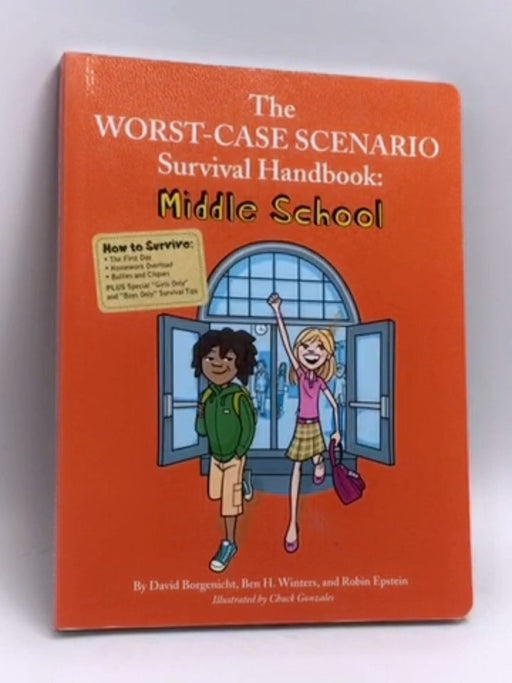 The
WORST-CASE SCENARIO
Survival Handbook:
Middle School
How to Survive:
• The First Day
• Homework Overload
• Bullies and Cliques
PLUS Special "Girls Only"
and "Boys Only" Survival Tips
By David Borgenicht, Ben H. Winters, and Robin Epstein
Illustrated by Chuck Gonzales